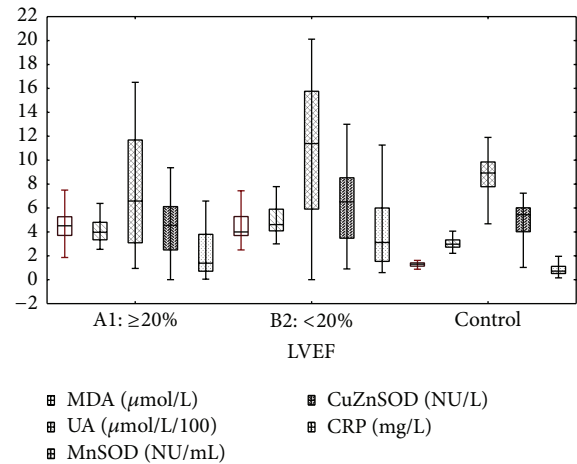 22
20
18
16
14
12
10
8
6
4
2
0
−2
A1: ≥20% B2: <20% Control
LVEF
MDA (μmol/L)
UA (μmol/L/100)
MnSOD (NU/mL)
CuZnSOD (NU/L)
CRP (mg/L)